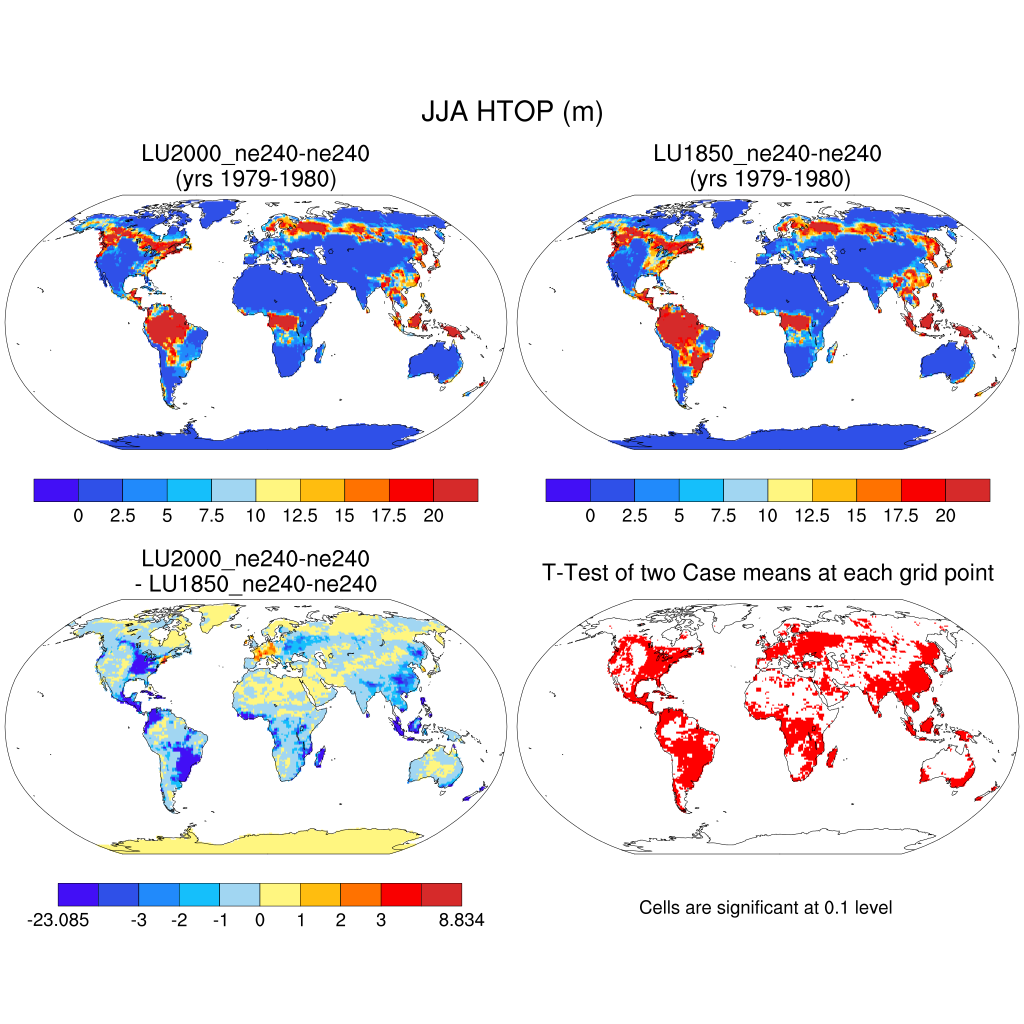 JJA HTOP (m)
LU2000_ne240-ne240
(yrs 1979-1980)
LU1850_ne240-ne240
(yrs 1979-1980)
0 2.5 5 7.5 10 12.5 15 17.5 20
0 2.5 5 7.5 10 12.5 15 17.5 20
LU2000_ne240-ne240
- LU1850_ne240-ne240
T-Test of two Case means at each grid point
-23.085 -3 -2 -1 0 1 2 3 8.834
Cells are significant at 0.1 level